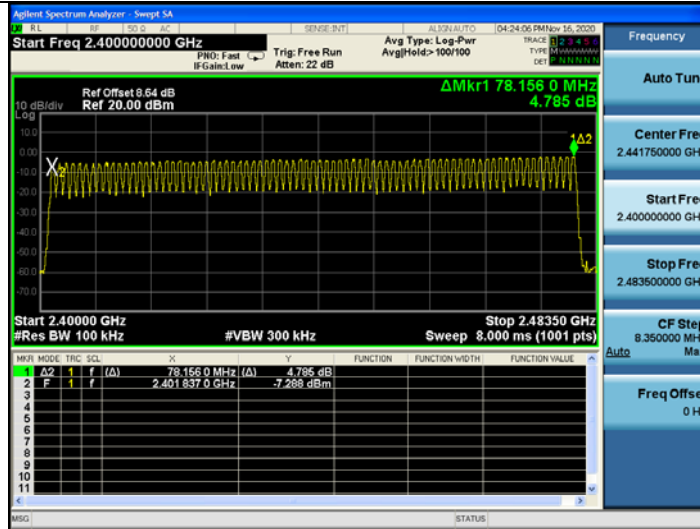 Agilent Spectrum Analyzer - Swept SA
RL RF 50 Ω AC SENSE:INT ALIGNAUTO 04:24:06 PM Nov 16, 2020
Start Freq 2.400000000 GHz
PNO: Fast
IFGain:Low
Trig: Free Run
Atten: 22 dB
Avg Type: Log-Pwr
Avg|Hold:>100/100
TRACE 1 2 3 4 5 6
TYPE M
DET P N N N N N
ΔMkr1 78.156 0 MHz
4.785 dB
Ref Offset 8.64 dB
10 dB/div Ref 20.00 dBm
Log
10.0
0.00
-10.0
-20.0
-30.0
-40.0
-50.0
-60.0
-70.0
1Δ2
X2
Start 2.40000 GHz Stop 2.48350 GHz
#Res BW 100 kHz #VBW 300 kHz Sweep 8.000 ms (1001 pts)
MKR MODE TRC SCL X Y FUNCTION FUNCTION WIDTH FUNCTION VALUE
1 Δ2 1 f (Δ) 78.156 0 MHz (Δ) 4.785 dB
2 F 1 f 2.401 837 0 GHz -7.288 dBm
3
4
5
6
7
8
9
10
11
MSG STATUS
Frequency
Auto Tun
Center Fre
2.441750000 GH
Start Fre
2.400000000 GH
Stop Fre
2.483500000 GH
CF Step
8.350000 MH
Auto Ma
Freq Offse
0 H